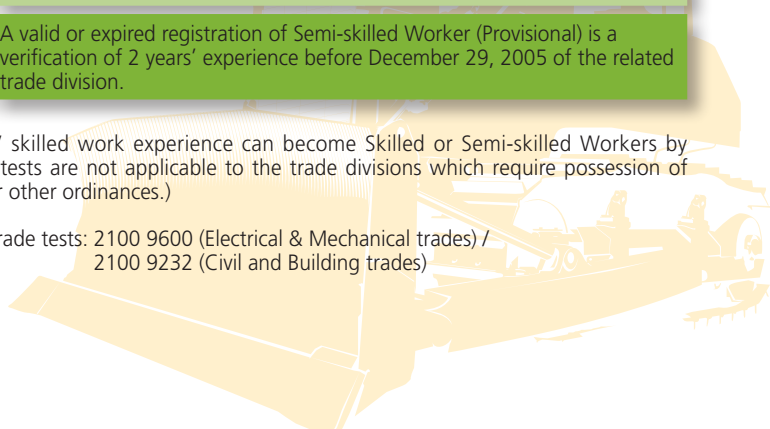 A valid or expired registration of Semi-skilled Worker (Provisional) is a
verification of 2 years’ experience before December 29, 2005 of the related
trade division.
skilled work experience can become Skilled or Semi-skilled Workers by
tests are not applicable to the trade divisions which require possession of
other ordinances.)
rade tests: 2100 9600 (Electrical & Mechanical trades) /
2100 9232 (Civil and Building trades)